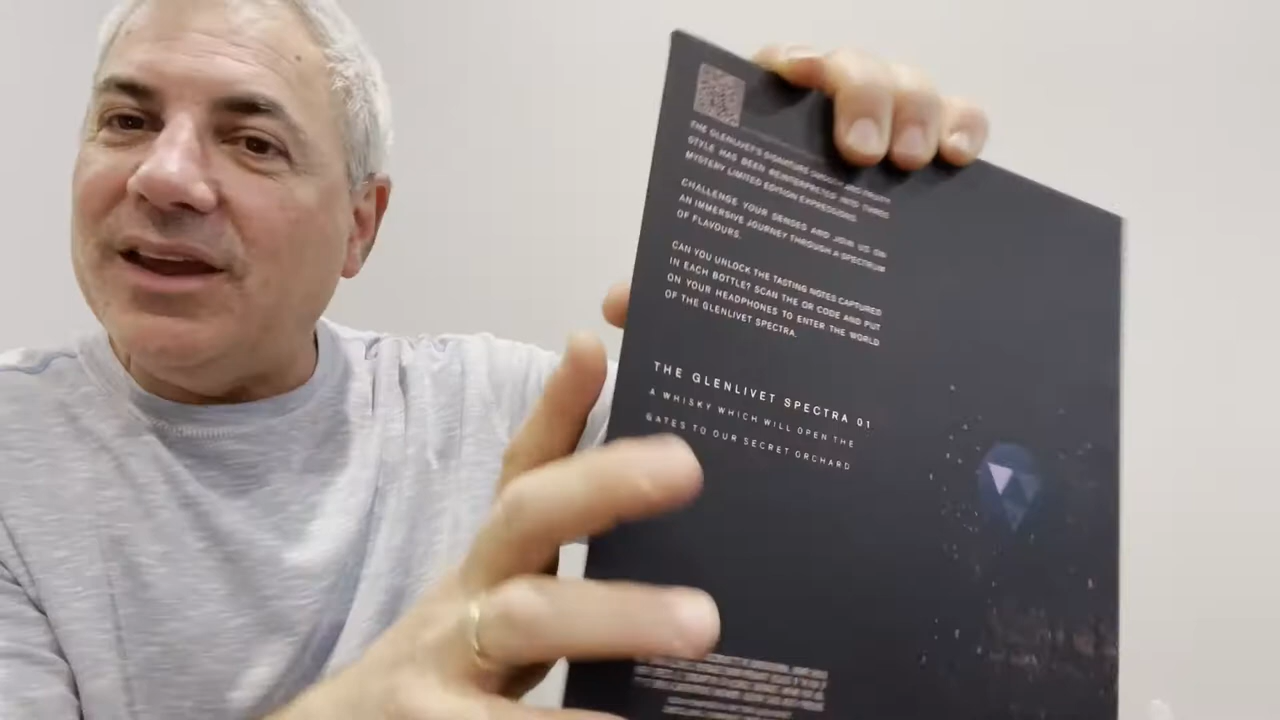 THE GLENLIVET'S SIGNATURE SMOOTH AND FRUITY
STYLE HAS BEEN REINTERPRETED INTO THREE
MYSTERY LIMITED EDITION EXPRESSIONS.
CHALLENGE YOUR SENSES AND JOIN US ON
AN IMMERSIVE JOURNEY THROUGH A SPECTRUM
OF FLAVOURS.
CAN YOU UNLOCK THE TASTING NOTES CAPTURED
IN EACH BOTTLE? SCAN THE QR CODE AND PUT
ON YOUR HEADPHONES TO ENTER THE WORLD
OF THE GLENLIVET SPECTRA.
THE GLENLIVET SPECTRA 01
A WHISKY WHICH WILL OPEN THE
GATES TO OUR SECRET ORCHARD